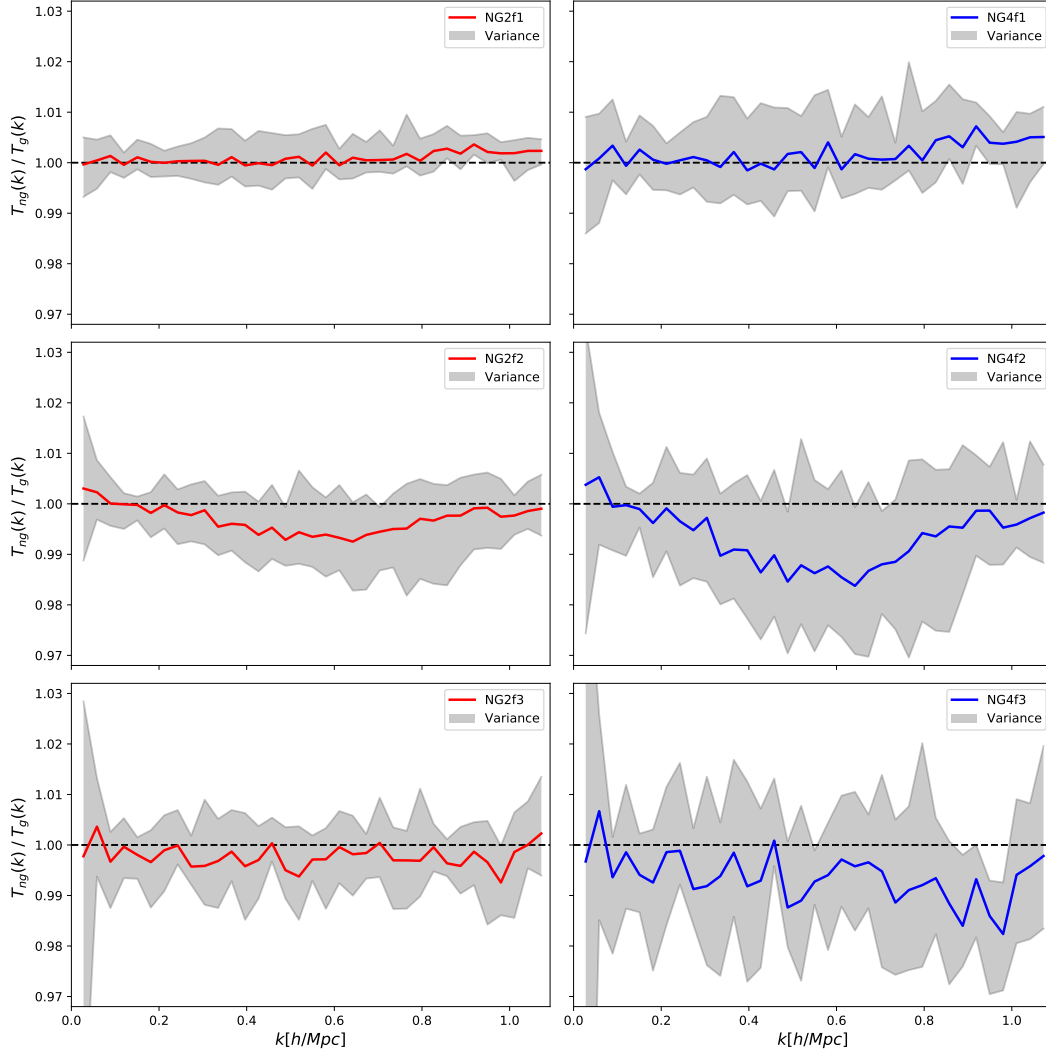 1.03
1.02
1.01
1.00
0.99
0.98
0.97
T_ng(k) / T_g(k)
NG2f1
Variance
NG4f1
Variance
1.03
1.02
1.01
1.00
0.99
0.98
0.97
T_ng(k) / T_g(k)
NG2f2
Variance
NG4f2
Variance
1.03
1.02
1.01
1.00
0.99
0.98
0.97
T_ng(k) / T_g(k)
NG2f3
Variance
NG4f3
Variance
0.0 0.2 0.4 0.6 0.8 1.0
k[h/Mpc]
0.0 0.2 0.4 0.6 0.8 1.0
k[h/Mpc]